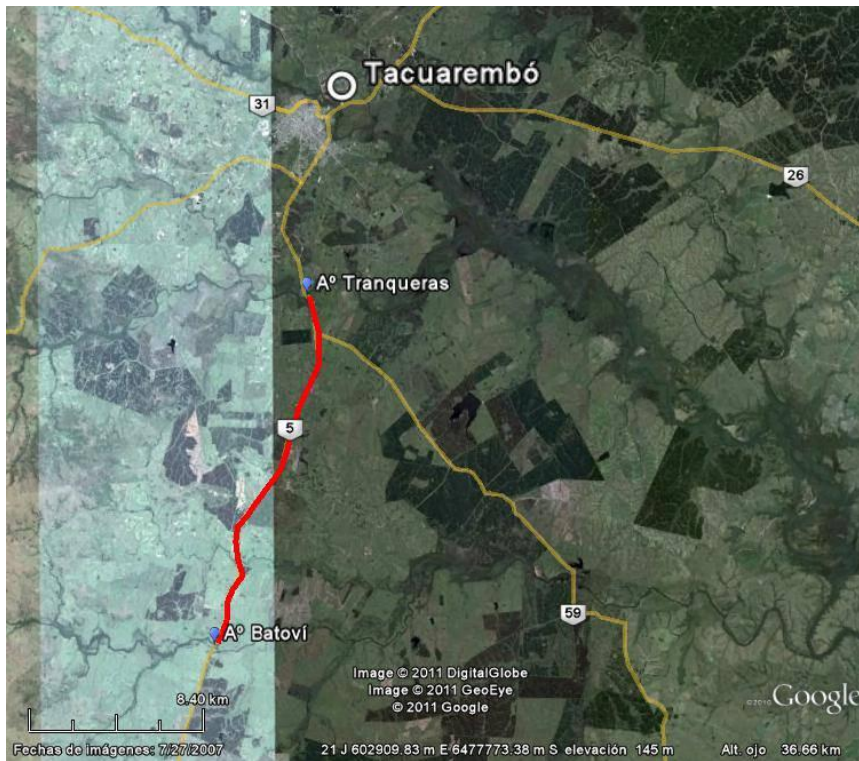 Tacuarembó
31
26
Aº Tranqueras
5
59
Aº Batoví
Image © 2011 DigitalGlobe
Image © 2011 GeoEye
© 2011 Google
8.40 km
©2010 Google
Fechas de imágenes: 7/27/2007 21 J 602909.83 m E 6477773.38 m S elevación 145 m Alt. ojo 36.66 km